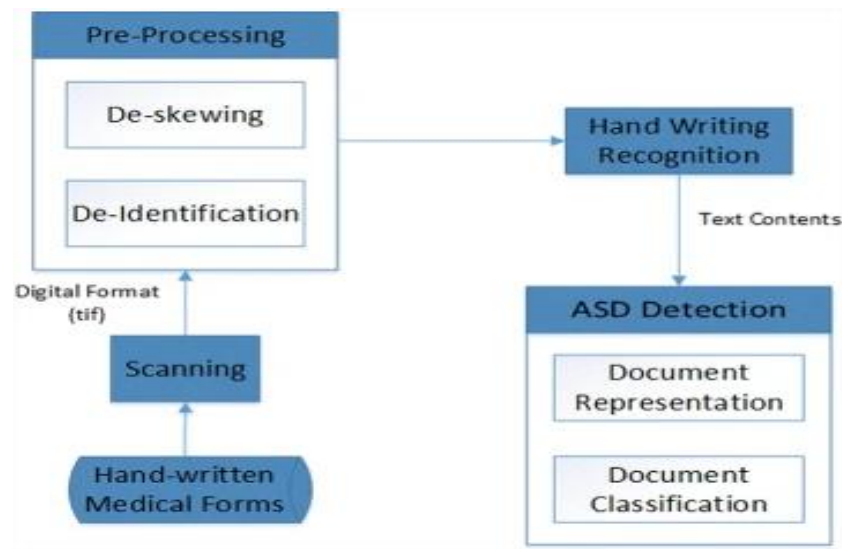 Pre-Processing
De-skewing
De-Identification
Digital Format
(tif)
Scanning
Hand-written
Medical Forms
Hand Writing
Recognition
Text Contents
ASD Detection
Document
Representation
Document
Classification